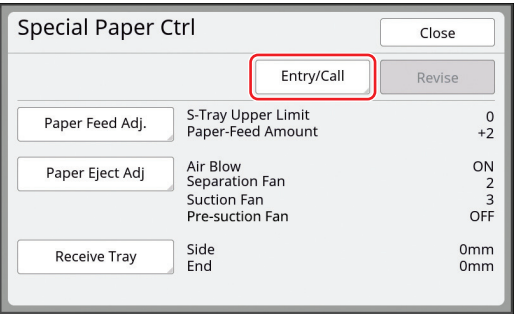 Special Paper Ctrl
Close
Entry/Call
Revise
Paper Feed Adj.
S-Tray Upper Limit 0
Paper-Feed Amount +2
Paper Eject Adj
Air Blow ON
Separation Fan 2
Suction Fan 3
Pre-suction Fan OFF
Receive Tray
Side 0mm
End 0mm